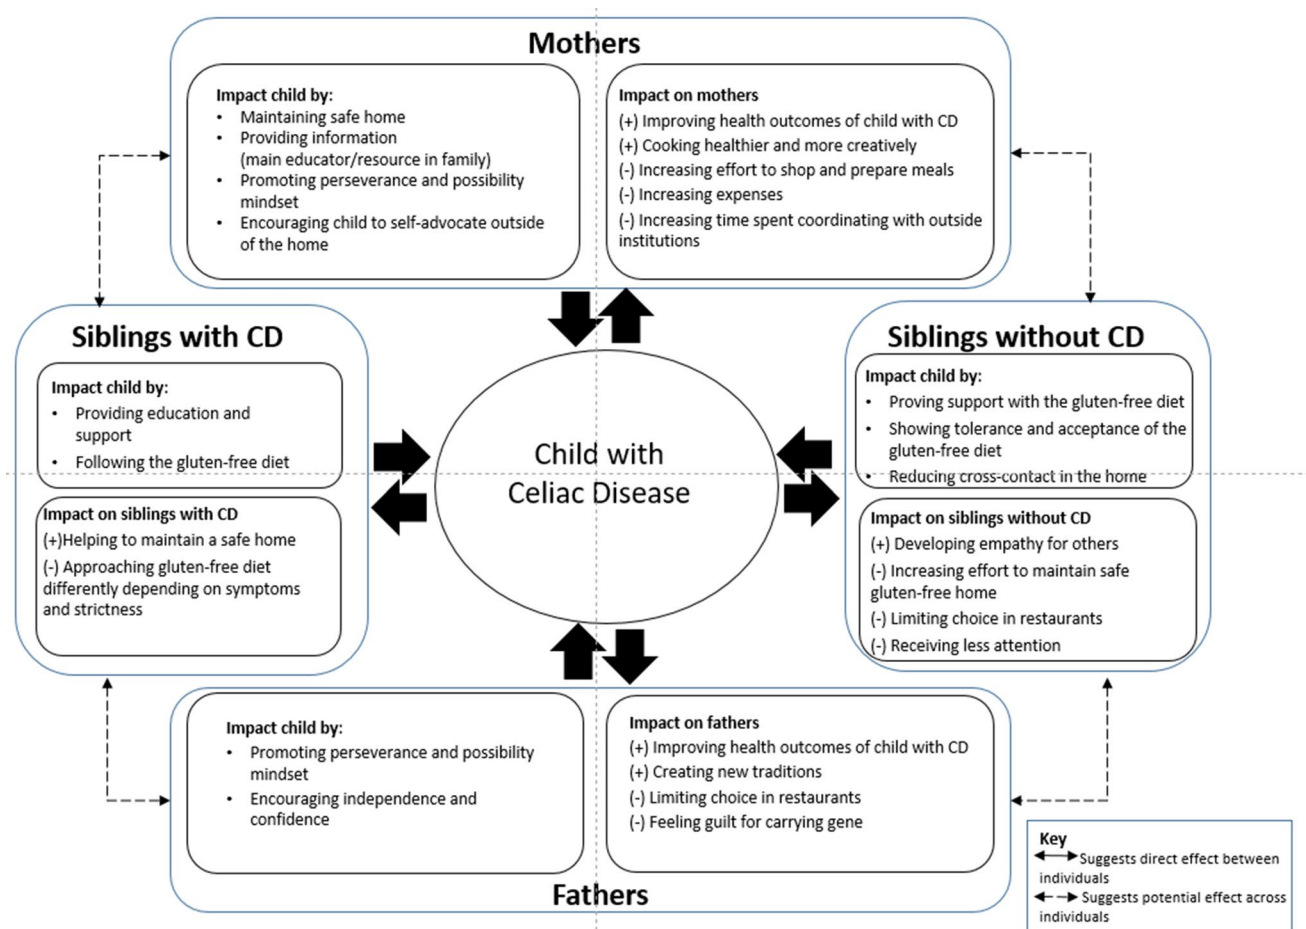 Mothers
Impact child by:
• Maintaining safe home
• Providing information
(main educator/resource in family)
• Promoting perseverance and possibility
mindset
• Encouraging child to self-advocate outside
of the home
Impact on mothers
(+) Improving health outcomes of child with CD
(+) Cooking healthier and more creatively
(-) Increasing effort to shop and prepare meals
(-) Increasing expenses
(-) Increasing time spent coordinating with outside
institutions
Siblings with CD
Impact child by:
• Providing education and
support
• Following the gluten-free diet
Impact on siblings with CD
(+)Helping to maintain a safe home
(-) Approaching gluten-free diet
differently depending on symptoms
and strictness
Child with
Celiac Disease
Siblings without CD
Impact child by:
• Proving support with the gluten-free diet
• Showing tolerance and acceptance of the
gluten-free diet
• Reducing cross-contact in the home
Impact on siblings without CD
(+) Developing empathy for others
(-) Increasing effort to maintain safe
gluten-free home
(-) Limiting choice in restaurants
(-) Receiving less attention
Impact child by:
• Promoting perseverance and possibility
mindset
• Encouraging independence and
confidence
Impact on fathers
(+) Improving health outcomes of child with CD
(+) Creating new traditions
(-) Limiting choice in restaurants
(-) Feeling guilt for carrying gene
Fathers
Key
Suggests direct effect between
individuals
Suggests potential effect across
individuals